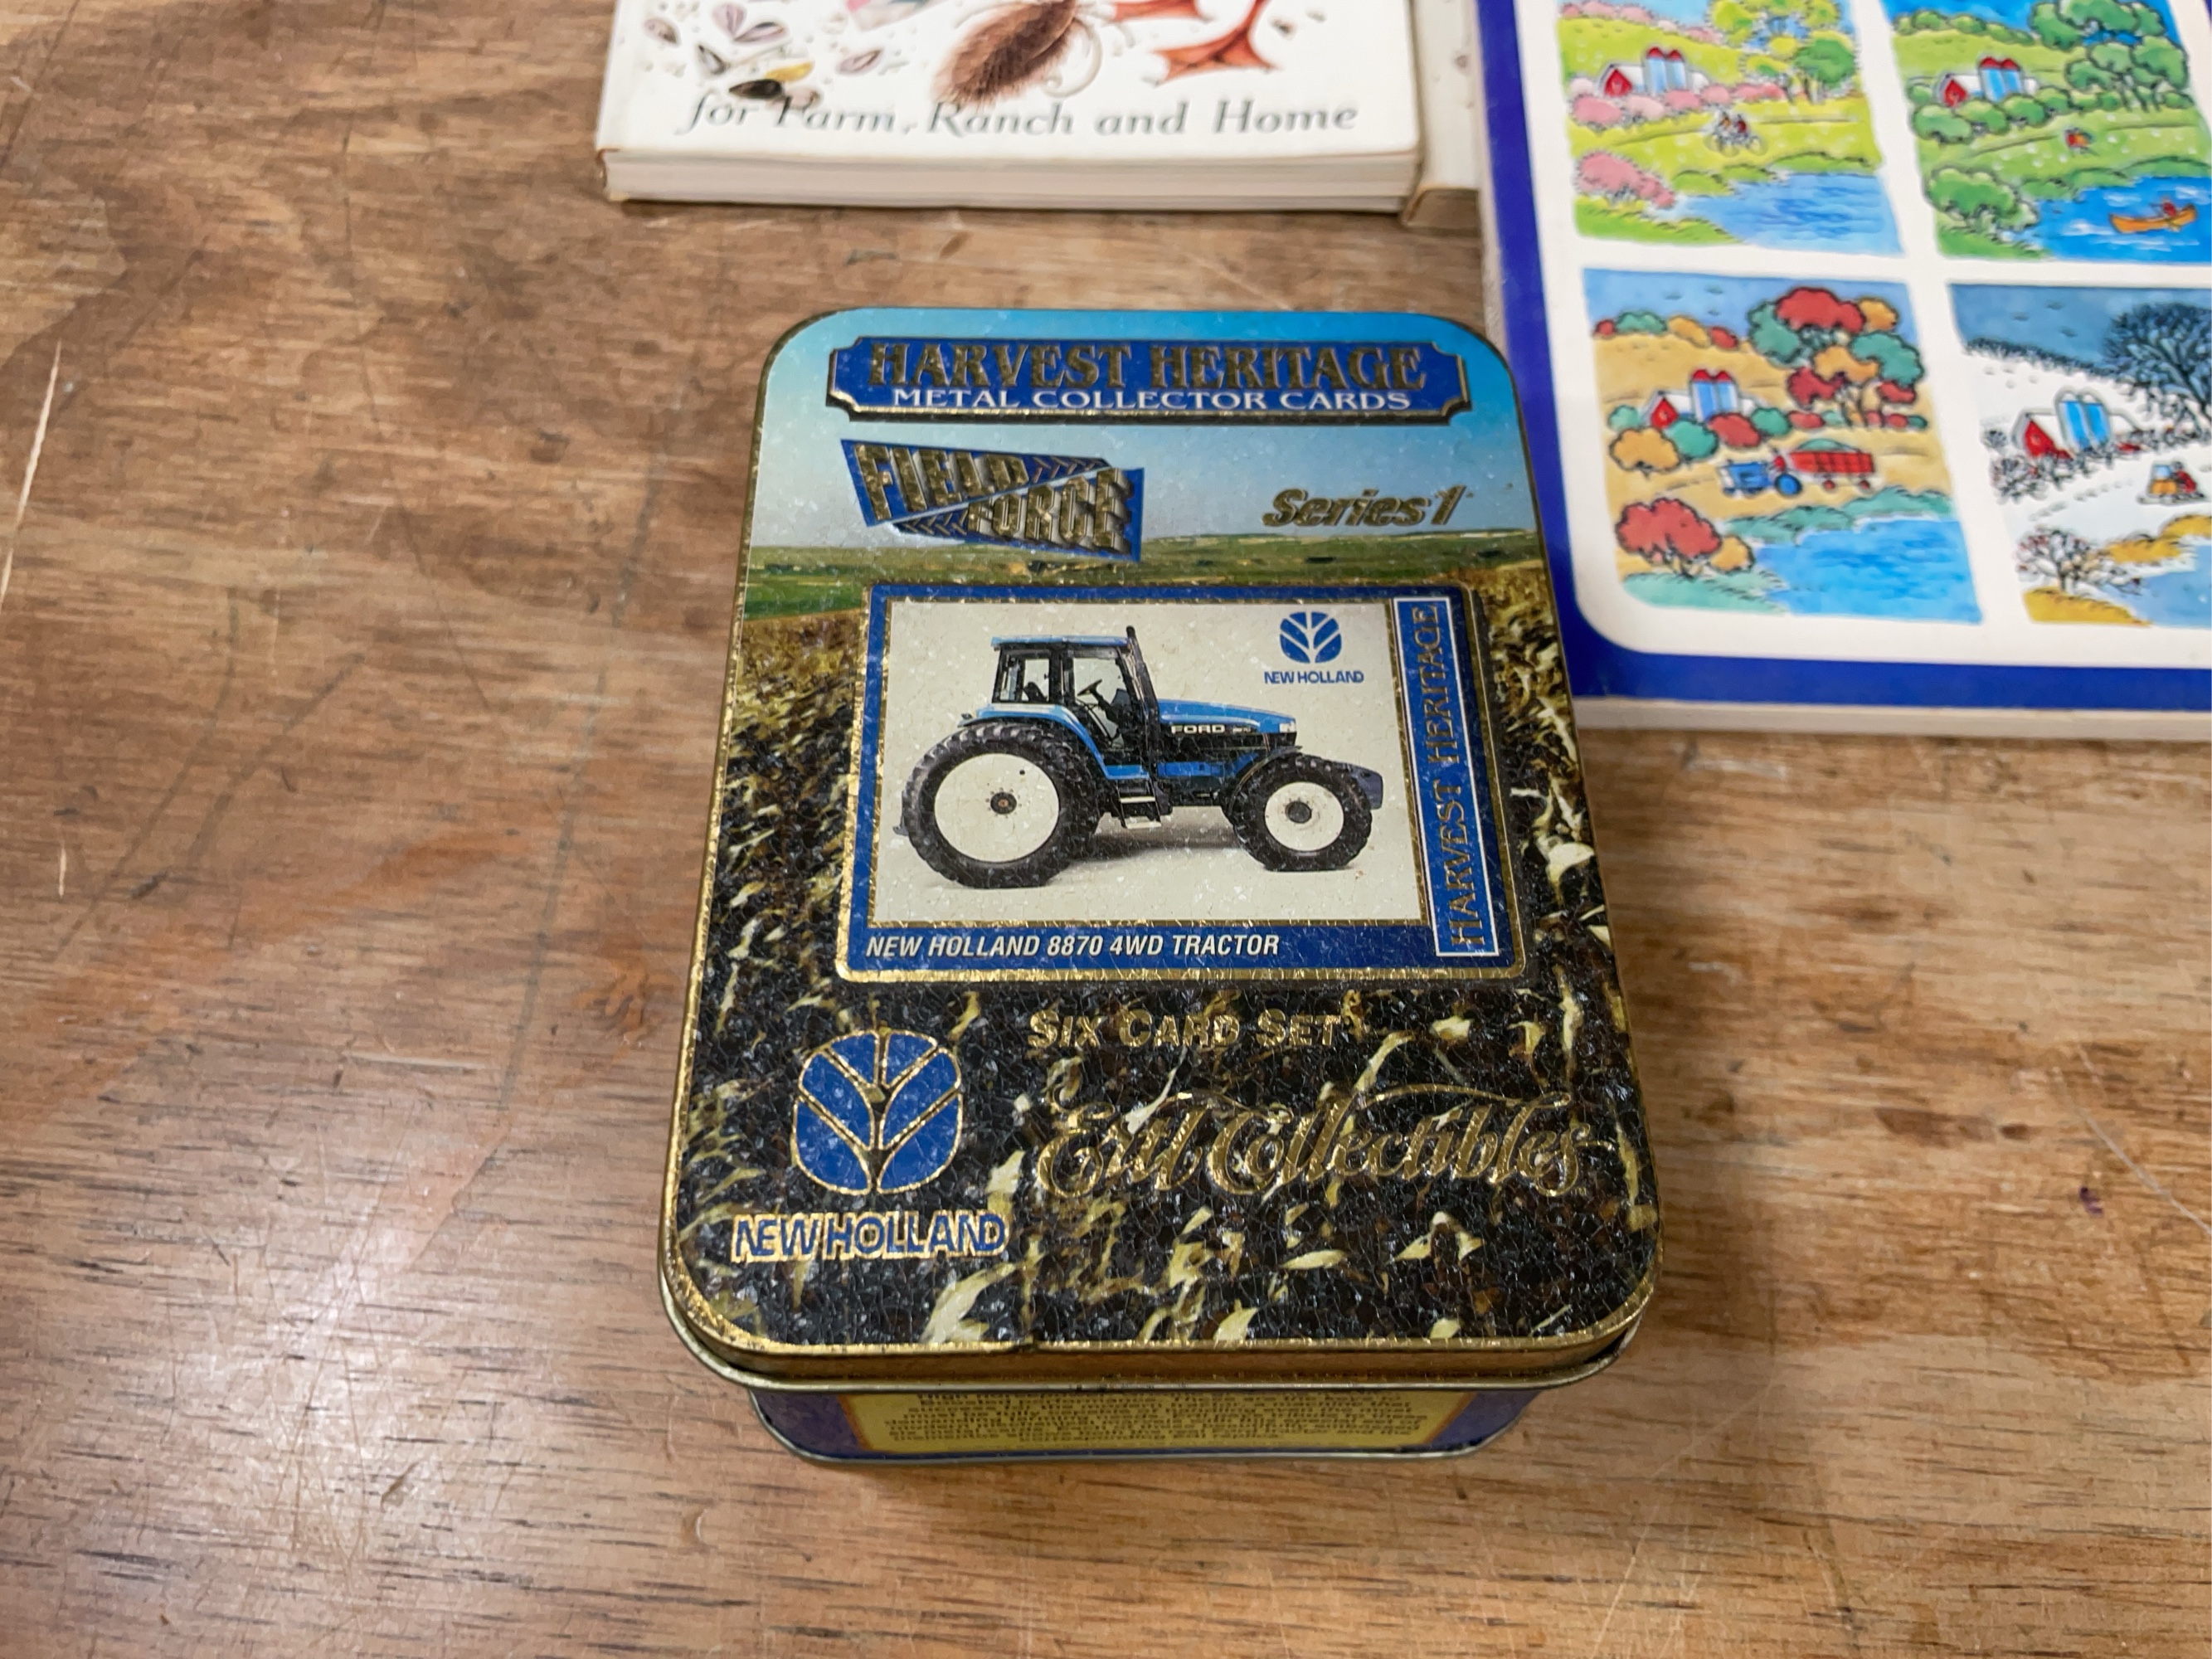 for Farm, Ranch and Home
HARVEST HERITAGE
METAL COLLECTOR CARDS
FIELD
FORCE
Series 1
NEW HOLLAND
FORD
HARVEST HERITAGE
NEW HOLLAND 8870 4WD TRACTOR
SIX CARD SET
Ertl Collectibles
NEW HOLLAND